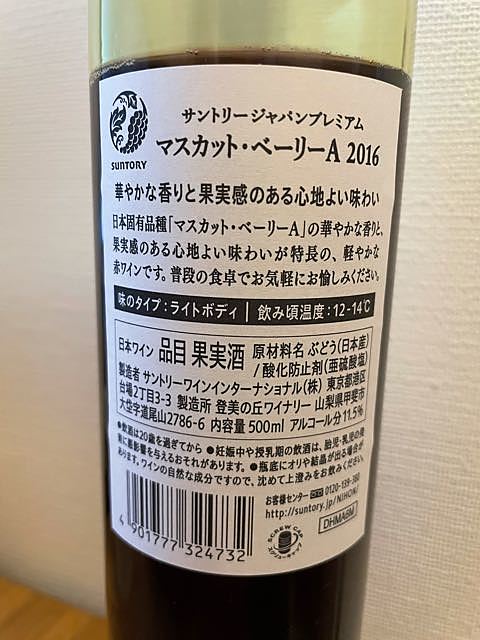 SUNTORY
サントリージャパンプレミアム
マスカット・ベーリーA 2016
華やかな香りと果実感のある心地よい味わい
日本固有品種「マスカット・ベーリーA」の華やかな香りと、
果実感のある心地よい味わいが特長の、軽やかな
赤ワインです。普段の食卓でお気軽にお愉しみください。
味のタイプ:ライトボディ | 飲み頃温度:12-14℃
日本ワイン 品目 果実酒 原材料名 ぶどう(日本産)
/酸化防止剤(亜硫酸塩)
製造者 サントリーワインインターナショナル(株) 東京都港区
台場2丁目3-3 製造所 登美の丘ワイナリー 山梨県甲斐市
大垈字道尾山2786-6 内容量 500ml アルコール分 11.5%
●飲酒は20歳を過ぎてから ●妊娠中や授乳期の飲酒は、胎児・乳児の発
育に悪影響を与えるおそれがあります。●瓶底にオリや結晶が出る場合が
あります。ワインの自然な成分ですので、沈めて上澄みをお飲みください。
お客様センター 0120-139-380
http://suntory.jp/NIHON/
4 901777 324732
SCREW CAP
スクリューキャップ
DHMA6M